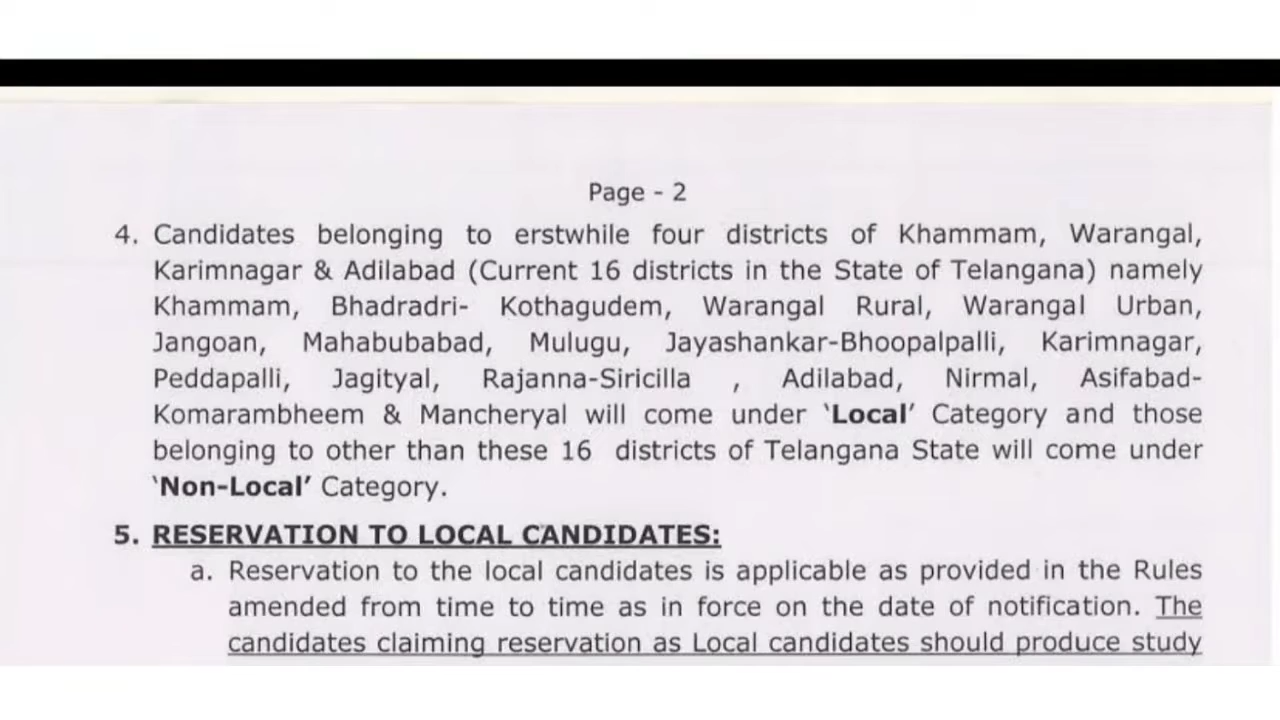 Page - 2
4. Candidates belonging to erstwhile four districts of Khammam, Warangal,
Karimnagar & Adilabad (Current 16 districts in the State of Telangana) namely
Khammam, Bhadradri- Kothagudem, Warangal Rural, Warangal Urban,
Jangoan, Mahabubabad, Mulugu, Jayashankar-Bhoopalpalli, Karimnagar,
Peddapalli, Jagityal, Rajanna-Siricilla , Adilabad, Nirmal, Asifabad-
Komarambheem & Mancheryal will come under ‘Local’ Category and those
belonging to other than these 16 districts of Telangana State will come under
‘Non-Local’ Category.
5. RESERVATION TO LOCAL CANDIDATES:
a. Reservation to the local candidates is applicable as provided in the Rules
amended from time to time as in force on the date of notification. The
candidates claiming reservation as Local candidates should produce study